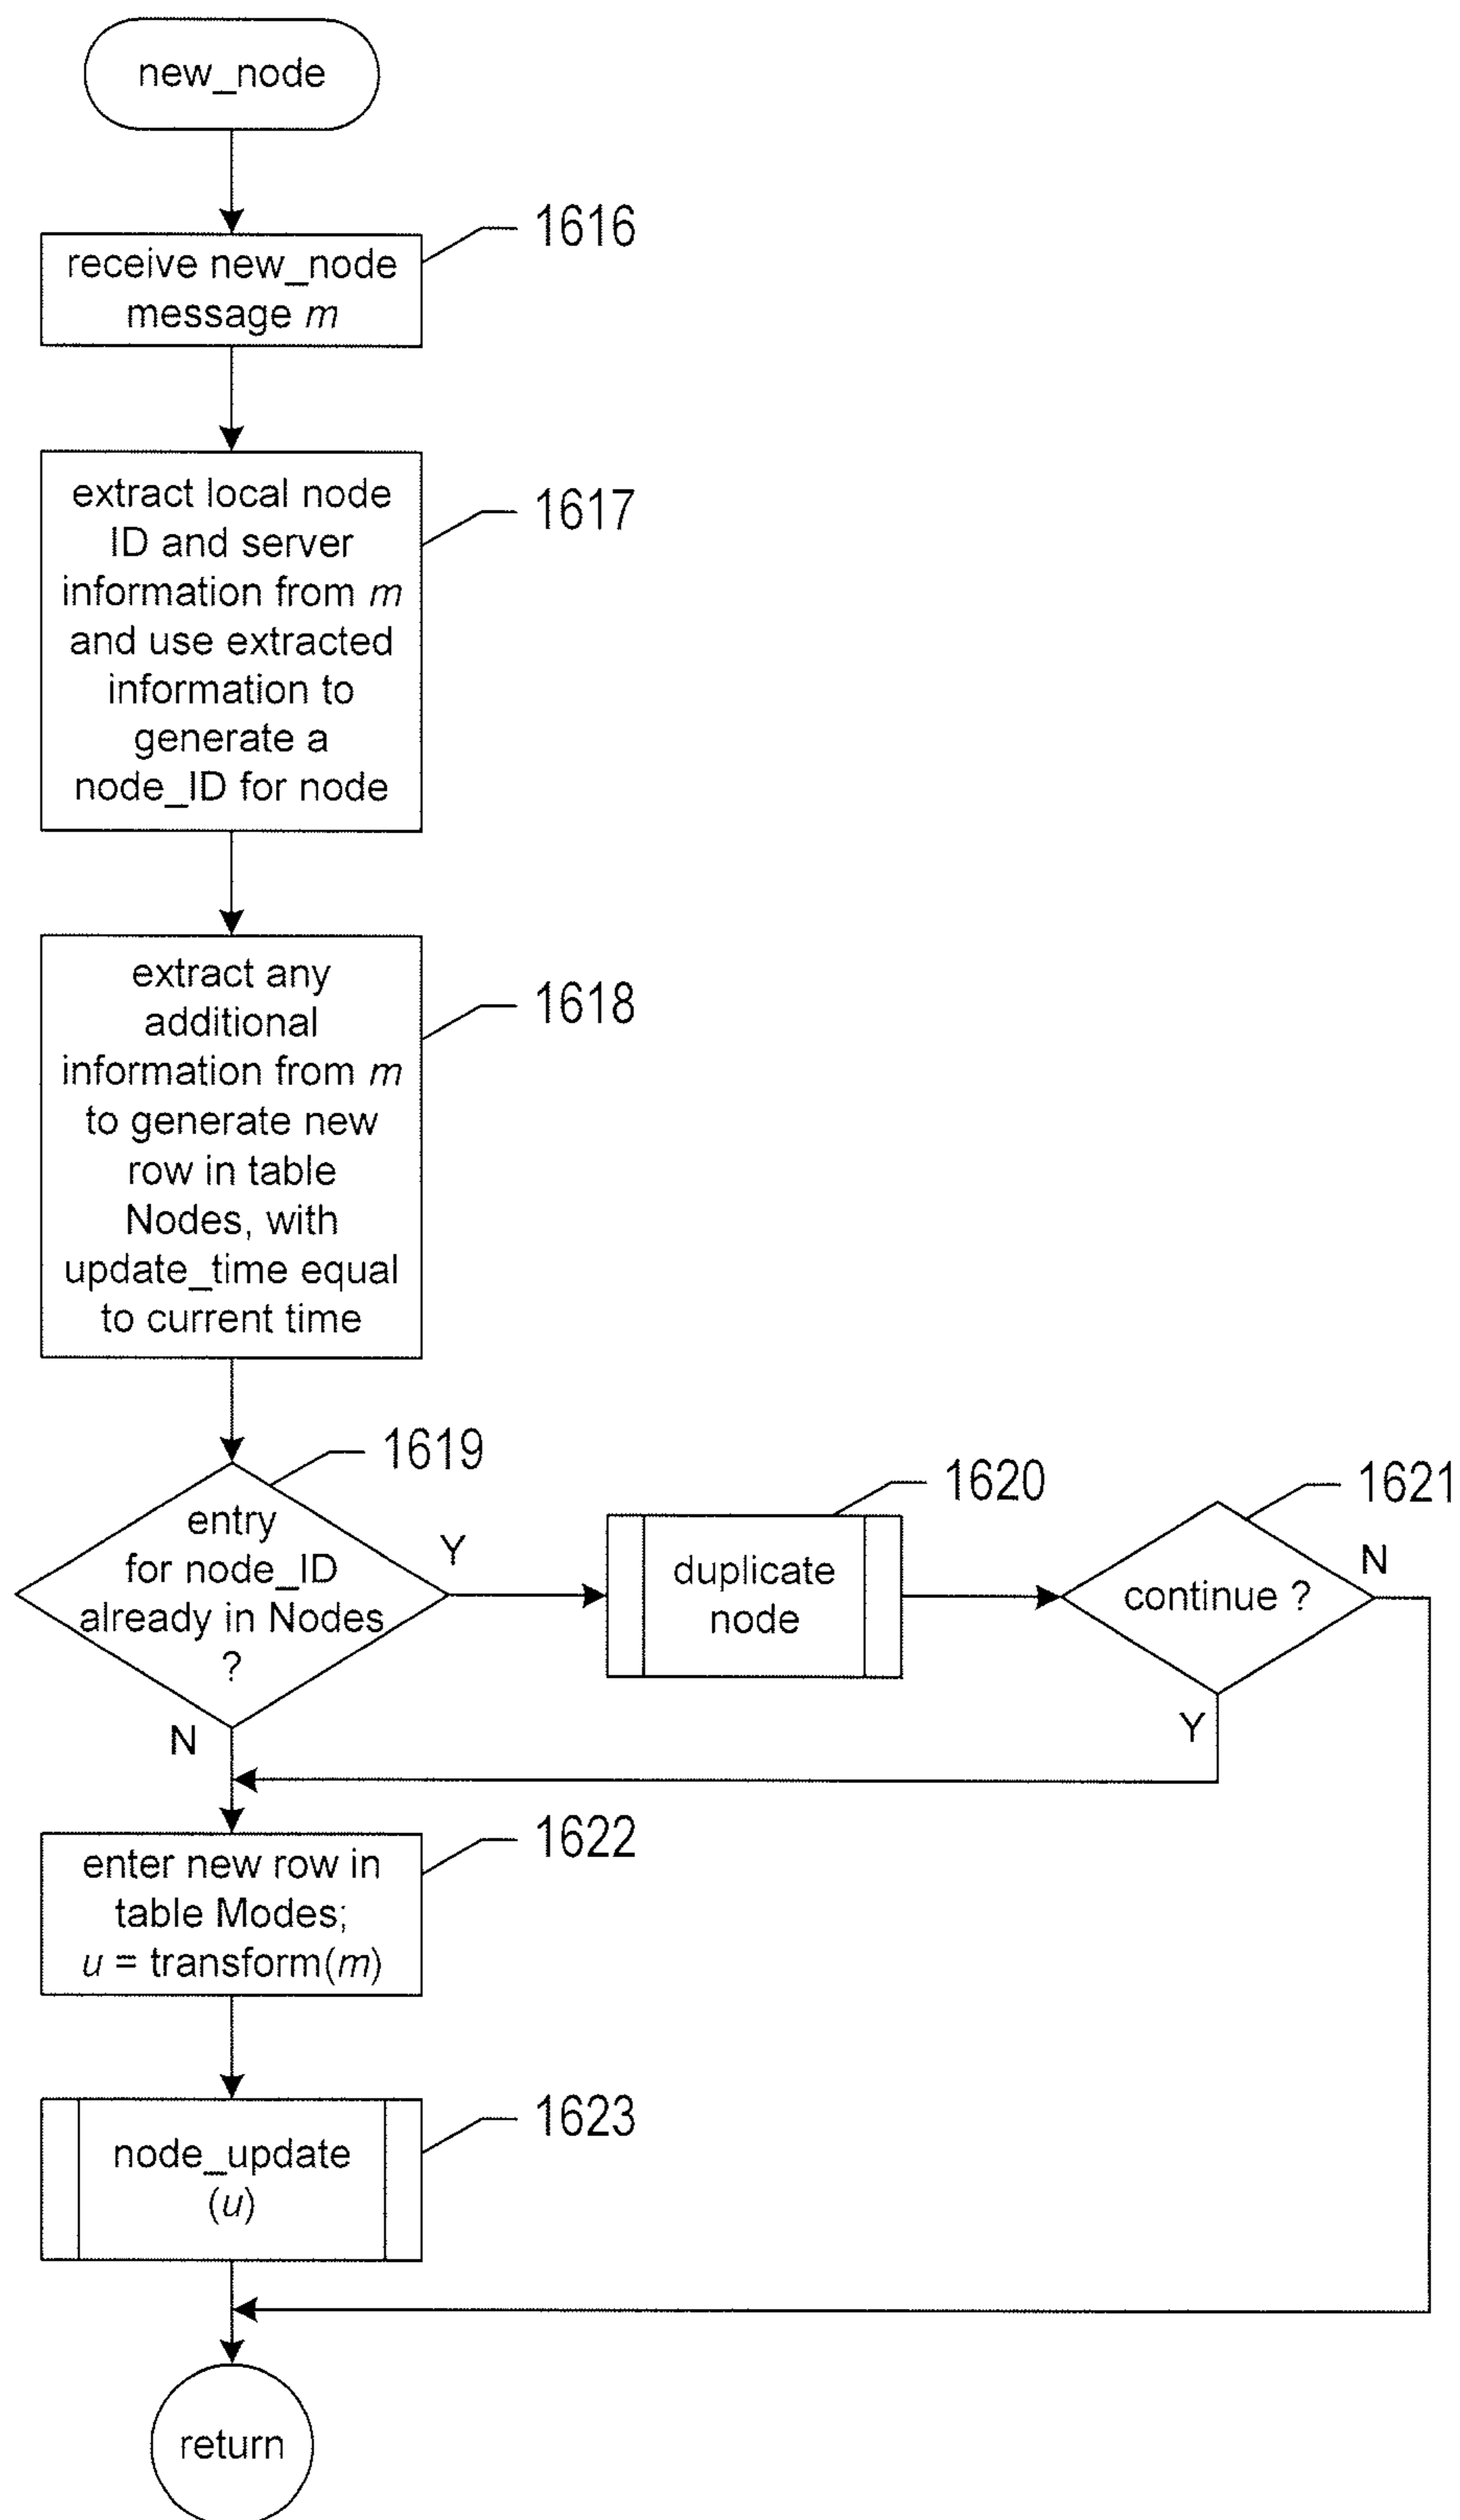 new_node
1616
receive new_node
message m
1617
extract local node
ID and server
information from m
and use extracted
information to
generate a
node_ID for node
1618
extract any
additional
information from m
to generate new
row in table
Nodes, with
update_time equal
to current time
1619
entry
for node_ID
already in Nodes
?
Y
1620
duplicate
node
1621
continue ?
N
Y
N
1622
enter new row in
table Modes;
u = transform(m)
1623
node_update
(u)
return